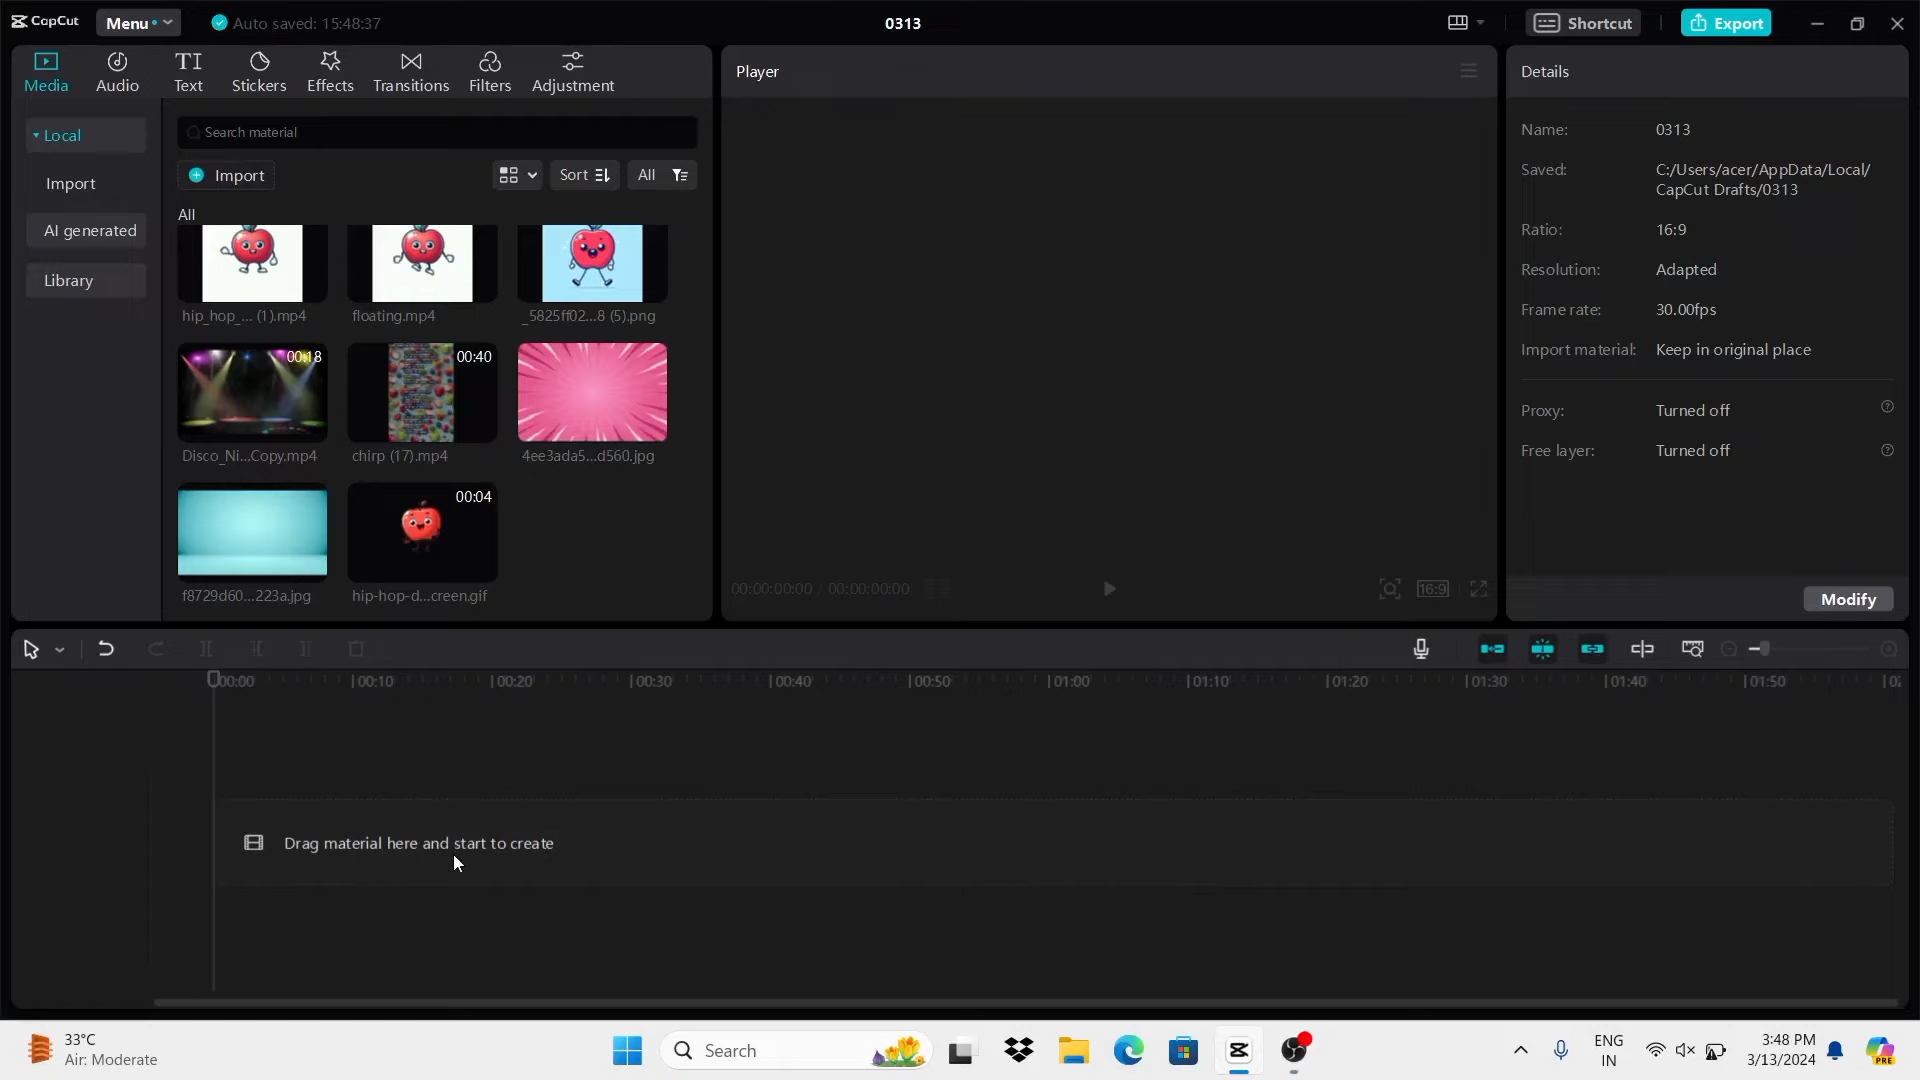 CapCut
Menu
Auto saved: 15:48:37
0313
Shortcut
Export
Media
Audio
Text
Stickers
Effects
Transitions
Filters
Adjustment
Player
Details
Local
Import
AI generated
Library
Search material
Import
Sort
All
All
hip_hop_... (1).mp4
floating.mp4
_5825ff02...8 (5).png
00:18
00:40
Disco_Ni...Copy.mp4
chirp (17).mp4
4ee3ada5...d560.jpg
00:04
f8729d60...223a.jpg
hip-hop-d...creen.gif
00:00:00:00 / 00:00:00:00
16:9
Name: 0313
Saved: C:/Users/acer/AppData/Local/
CapCut Drafts/0313
Ratio: 16:9
Resolution: Adapted
Frame rate: 30.00fps
Import material: Keep in original place
Proxy: Turned off
Free layer: Turned off
Modify
00:00
00:10
00:20
00:30
00:40
00:50
01:00
01:10
01:20
01:30
01:40
01:50
Drag material here and start to create
33°C
Air: Moderate
Search
ENG
IN
3:48 PM
3/13/2024
PRE